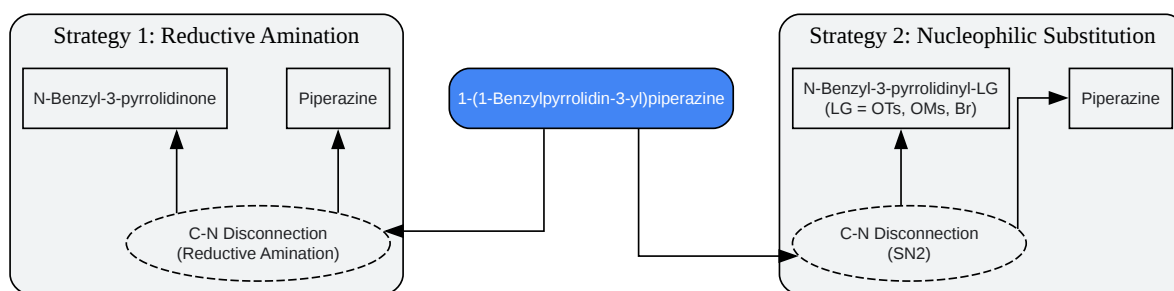 Strategy 1: Reductive Amination
N-Benzyl-3-pyrrolidinone
Piperazine
C-N Disconnection
(Reductive Amination)
1-(1-Benzylpyrrolidin-3-yl)piperazine
Strategy 2: Nucleophilic Substitution
N-Benzyl-3-pyrrolidinyl-LG
(LG = OTs, OMs, Br)
Piperazine
C-N Disconnection
(SN2)